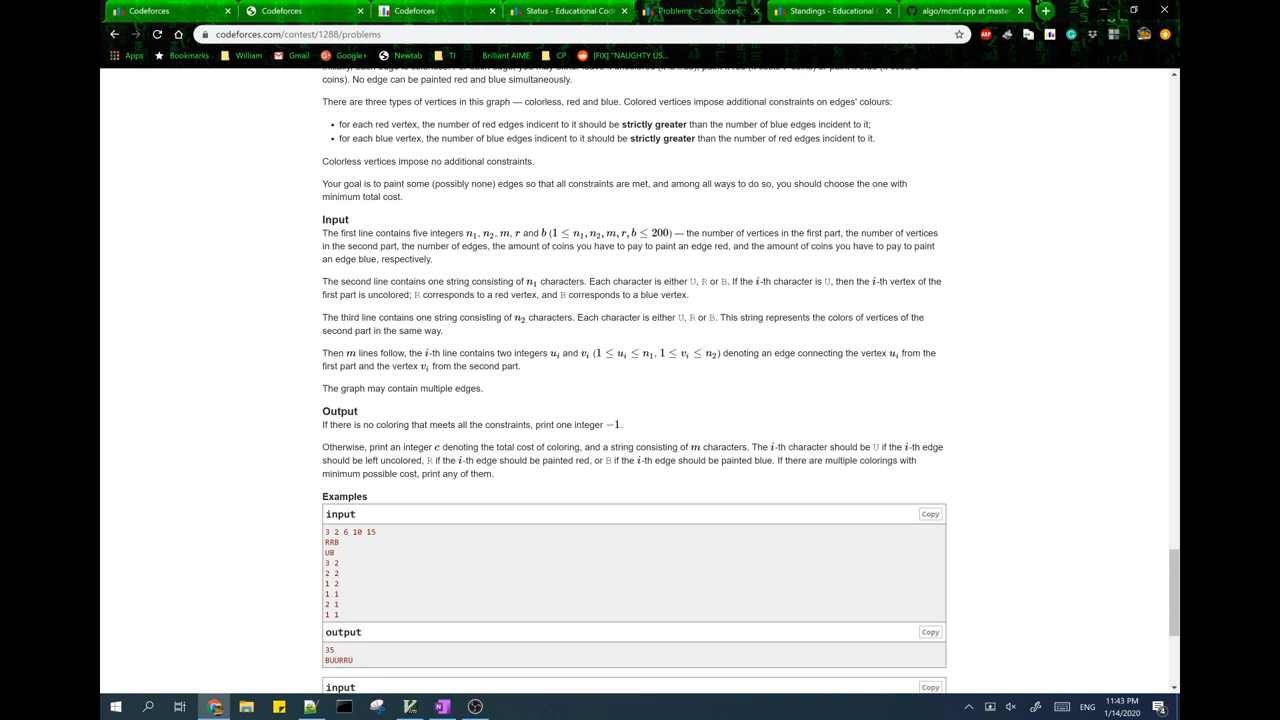 Codeforces
Codeforces
Codeforces
Status - Educational Cod
Problems - Codeforces
Standings - Educational C
algo/mcmf.cpp at master
codeforces.com/contest/1288/problems
Apps
Bookmarks
William
Gmail
Google+
Newtab
TI
Brilliant AIME
CP
[FIX] "NAUGHTY US...
coins). No edge can be painted red and blue simultaneously.
There are three types of vertices in this graph — colorless, red and blue. Colored vertices impose additional constraints on edges' colours:
• for each red vertex, the number of red edges indicent to it should be strictly greater than the number of blue edges incident to it;
• for each blue vertex, the number of blue edges indicent to it should be strictly greater than the number of red edges incident to it.
Colorless vertices impose no additional constraints.
Your goal is to paint some (possibly none) edges so that all constraints are met, and among all ways to do so, you should choose the one with
minimum total cost.
Input
The first line contains five integers n1, n2, m, r and b (1 ≤ n1, n2, m, r, b ≤ 200) — the number of vertices in the first part, the number of vertices
in the second part, the number of edges, the amount of coins you have to pay to paint an edge red, and the amount of coins you have to pay to paint
an edge blue, respectively.
The second line contains one string consisting of n1 characters. Each character is either U, R or B. If the i-th character is U, then the i-th vertex of the
first part is uncolored; R corresponds to a red vertex, and B corresponds to a blue vertex.
The third line contains one string consisting of n2 characters. Each character is either U, R or B. This string represents the colors of vertices of the
second part in the same way.
Then m lines follow, the i-th line contains two integers ui and vi (1 ≤ ui ≤ n1, 1 ≤ vi ≤ n2) denoting an edge connecting the vertex ui from the
first part and the vertex vi from the second part.
The graph may contain multiple edges.
Output
If there is no coloring that meets all the constraints, print one integer −1.
Otherwise, print an integer c denoting the total cost of coloring, and a string consisting of m characters. The i-th character should be U if the i-th edge
should be left uncolored, R if the i-th edge should be painted red, or B if the i-th edge should be painted blue. If there are multiple colorings with
minimum possible cost, print any of them.
Examples
input
Copy
3 2 6 10 15
RRB
UB
3 2
2 2
1 2
1 1
2 1
1 1
output
Copy
35
BUURRU
input
Copy
ENG
11:43 PM
1/14/2020